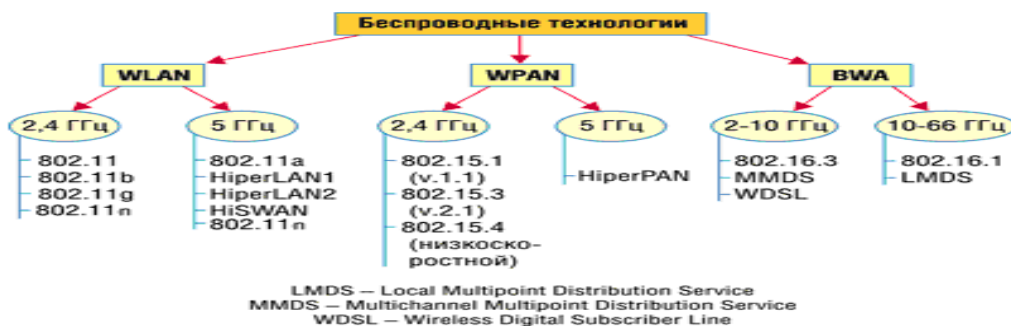 Беспроводные технологии
WLAN
WPAN
BWA
2,4 ГГц
5 ГГц
2,4 ГГц
5 ГГц
2-10 ГГц
10-66 ГГц
802.11
802.11b
802.11g
802.11n
802.11a
HiperLAN1
HiperLAN2
HiSWAN
802.11n
802.15.1
(v.1.1)
802.15.3
(v.2.1)
802.15.4
(низкоско-
ростной)
HiperPAN
802.16.3
MMDS
WDSL
802.16.1
LMDS
LMDS – Local Multipoint Distribution Service
MMDS – Multichannel Multipoint Distribution Service
WDSL – Wireless Digital Subscriber Line